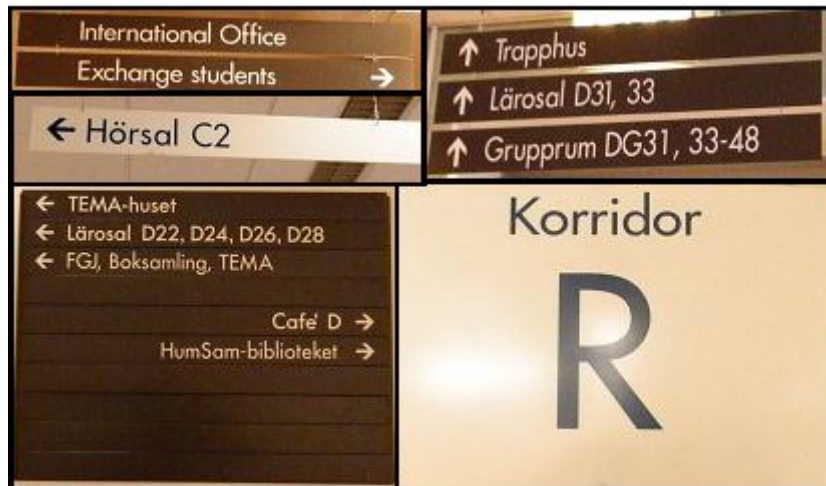 International Office
Exchange students →
← Hörsal C2
↑ Trapphus
↑ Lärosal D31, 33
↑ Grupprum DG31, 33-48
← TEMA-huset
← Lärosal D22, D24, D26, D28
← FGJ, Boksamling, TEMA
Cafe' D →
HumSam-biblioteket →
Korridor
R